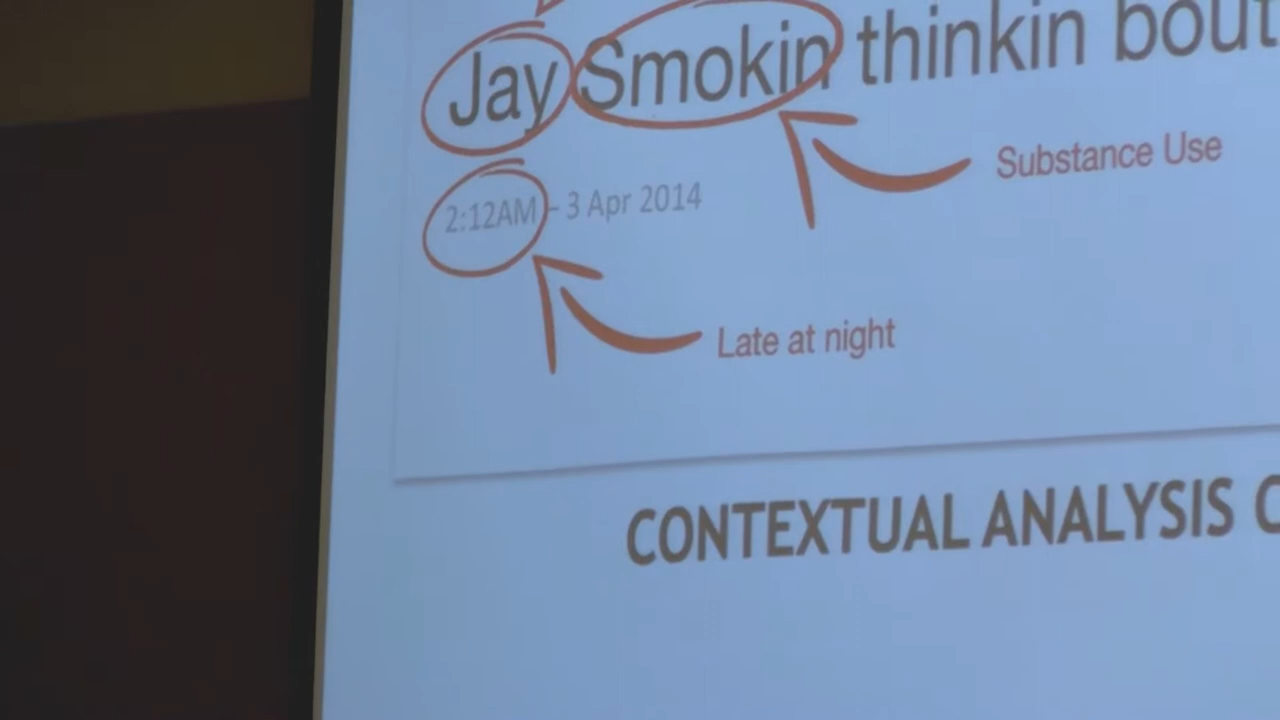 Jay Smokin thinkin bout
Substance Use
2:12AM - 3 Apr 2014
Late at night
CONTEXTUAL ANALYSIS